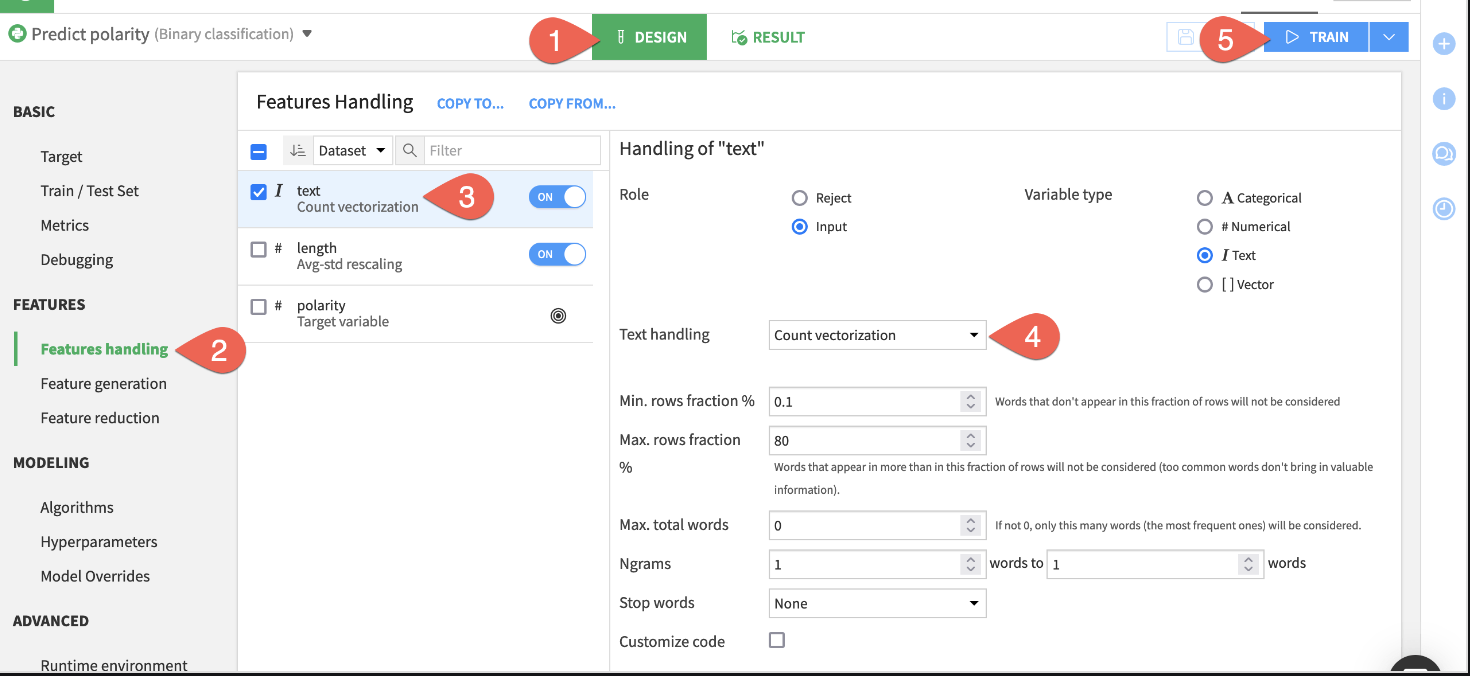 Predict polarity (Binary classification)
1
DESIGN
RESULT
5
TRAIN
BASIC
Target
Train / Test Set
Metrics
Debugging
FEATURES
Features handling
2
Feature generation
Feature reduction
MODELING
Algorithms
Hyperparameters
Model Overrides
ADVANCED
Runtime environment
Features Handling COPY TO... COPY FROM...
Dataset Filter
I text ON
Count vectorization
3
# length ON
Avg-std rescaling
# polarity
Target variable
Handling of "text"
Role
Reject
Input
Variable type
A Categorical
# Numerical
I Text
[ ] Vector
Text handling Count vectorization
4
Min. rows fraction % 0.1 Words that don't appear in this fraction of rows will not be considered
Max. rows fraction 80
%
Words that appear in more than in this fraction of rows will not be considered (too common words don't bring in valuable
information).
Max. total words 0 If not 0, only this many words (the most frequent ones) will be considered.
Ngrams 1 words to 1 words
Stop words None
Customize code